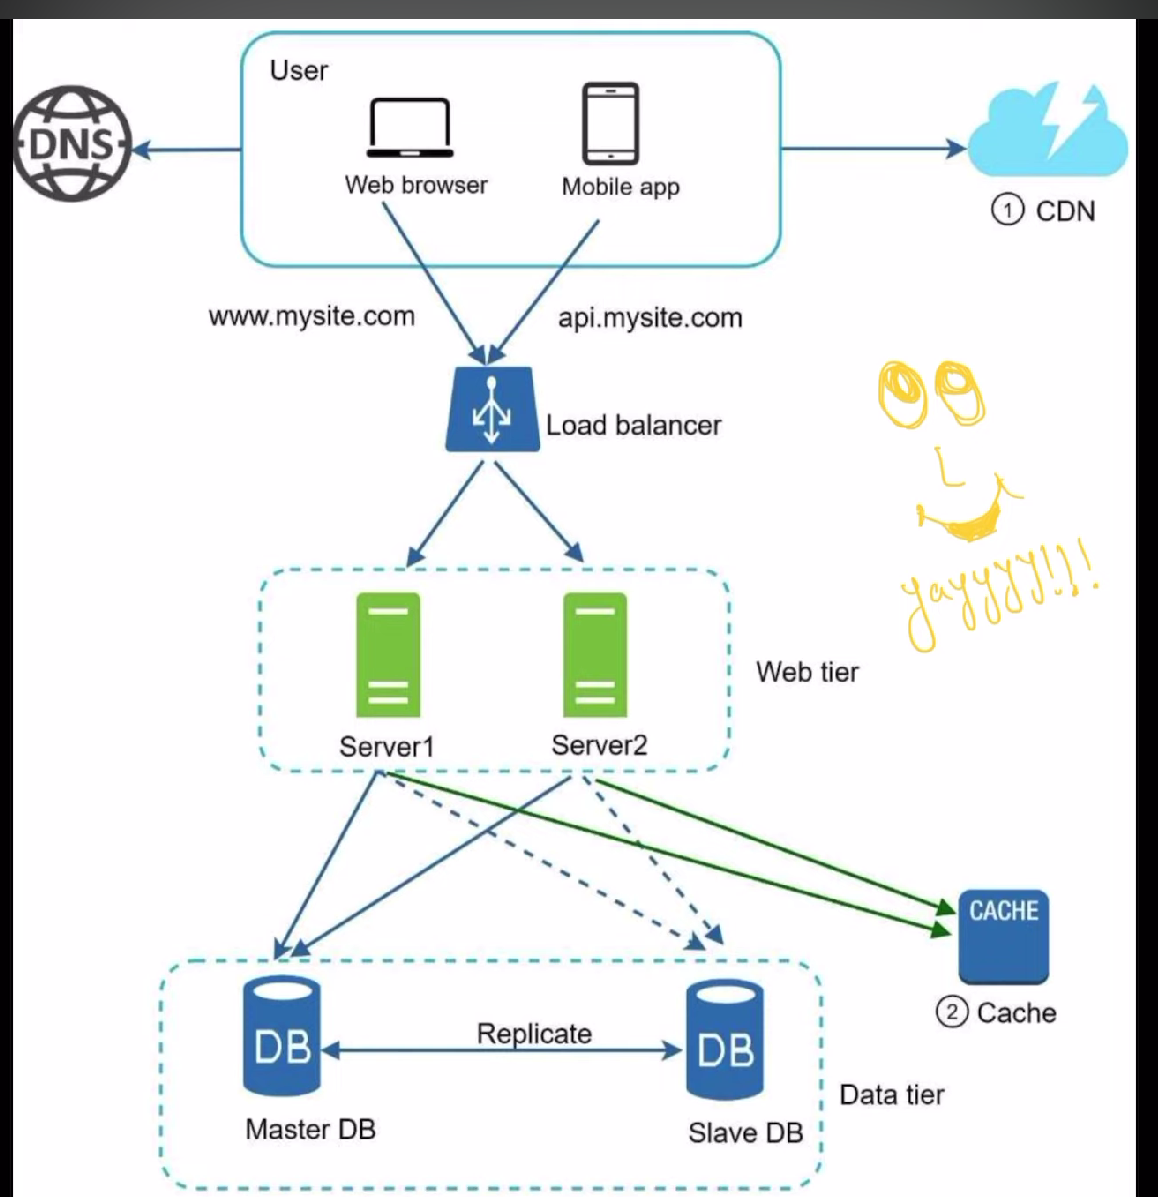 User
DNS
Web browser
Mobile app
① CDN
www.mysite.com
api.mysite.com
Load balancer
yayyyy!!!
Web tier
Server1
Server2
CACHE
② Cache
DB
Replicate
DB
Data tier
Master DB
Slave DB